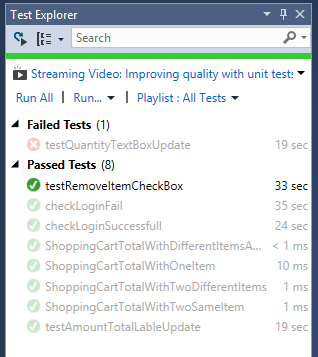 Test Explorer
Search
Streaming Video: Improving quality with unit tests
Run All | Run... | Playlist : All Tests
Failed Tests (1)
testQuantityTextBoxUpdate 19 sec
Passed Tests (8)
testRemoveItemCheckBox 33 sec
checkLoginFail 35 sec
checkLoginSuccessfull 24 sec
ShoppingCartTotalWithDifferentItemsA... < 1 ms
ShoppingCartTotalWithOneItem 10 ms
ShoppingCartTotalWithTwoDifferentItems 1 ms
ShoppingCartTotalWithTwoSameItem 1 ms
testAmountTotalLableUpdate 19 sec